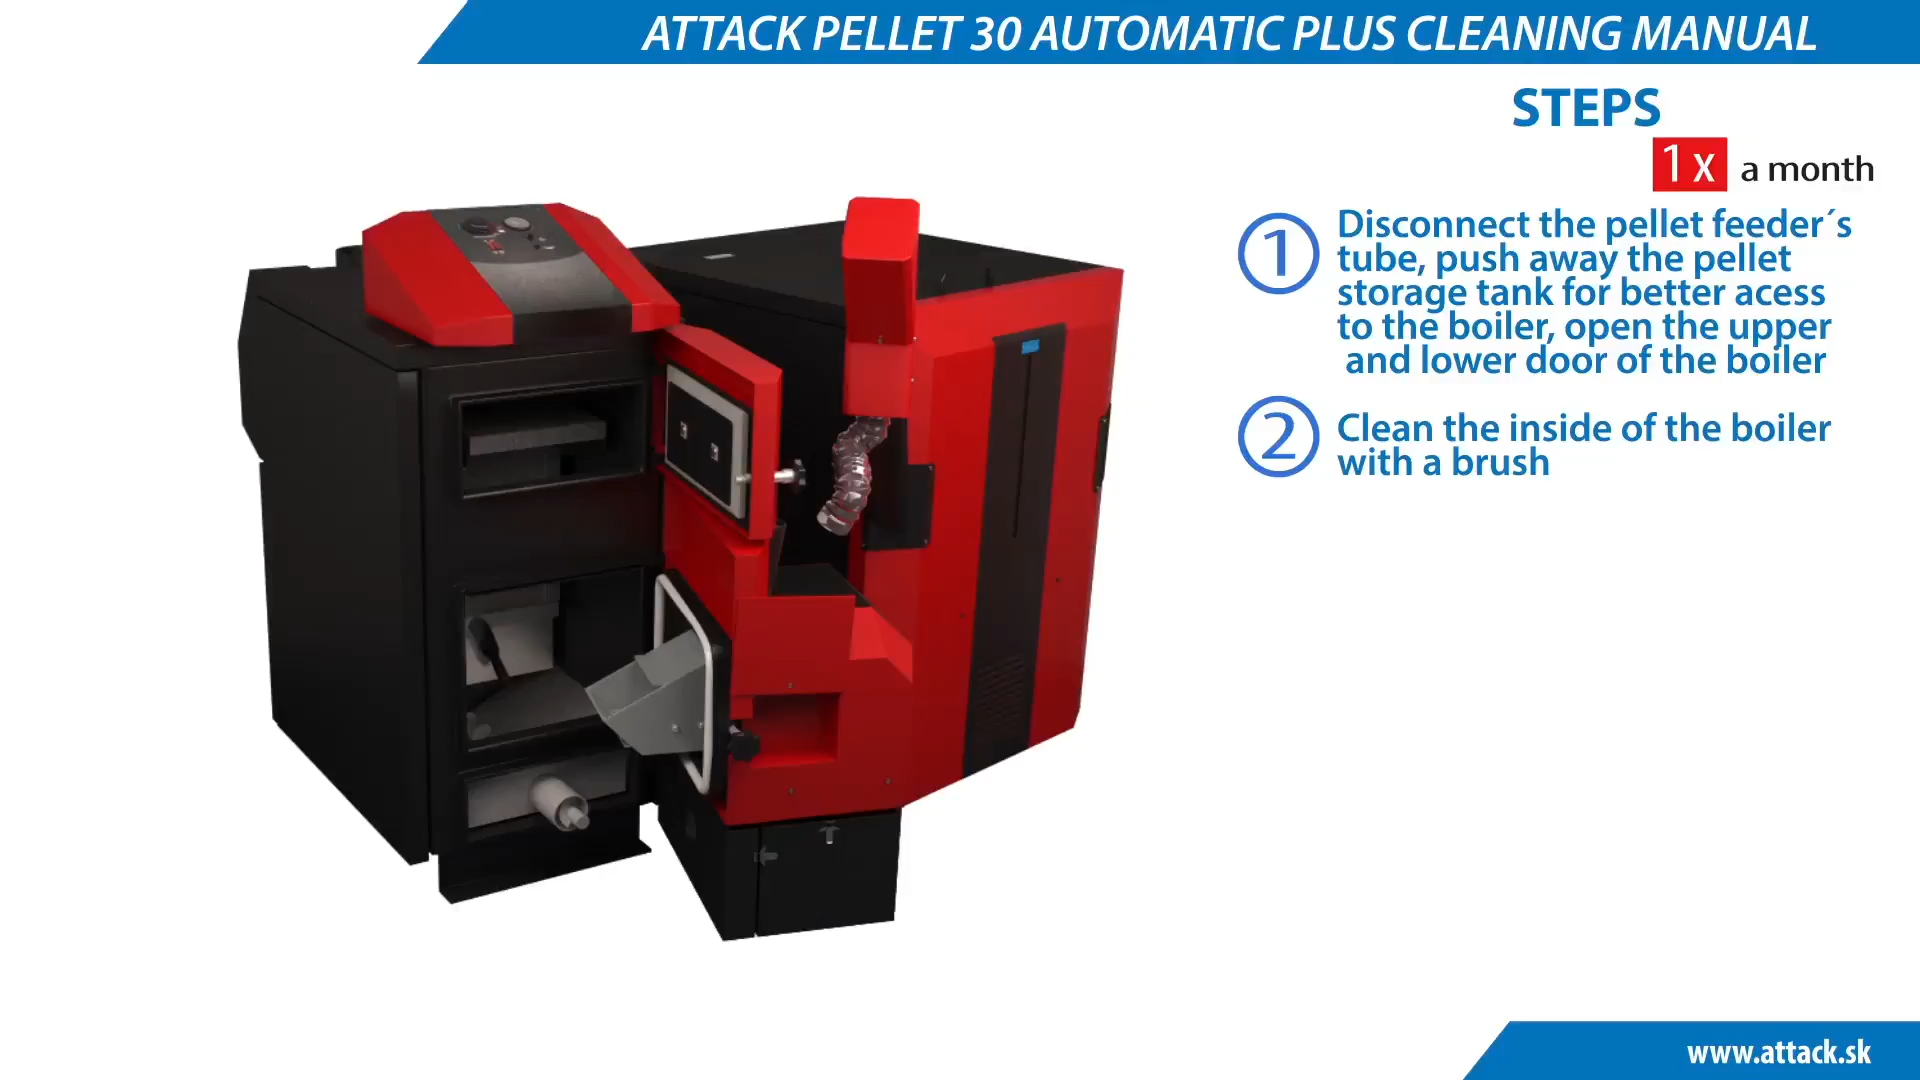 ATTACK PELLET 30 AUTOMATIC PLUS CLEANING MANUAL
STEPS
1 x a month
1 Disconnect the pellet feeder´s
tube, push away the pellet
storage tank for better acess
to the boiler, open the upper
and lower door of the boiler
2 Clean the inside of the boiler
with a brush
www.attack.sk